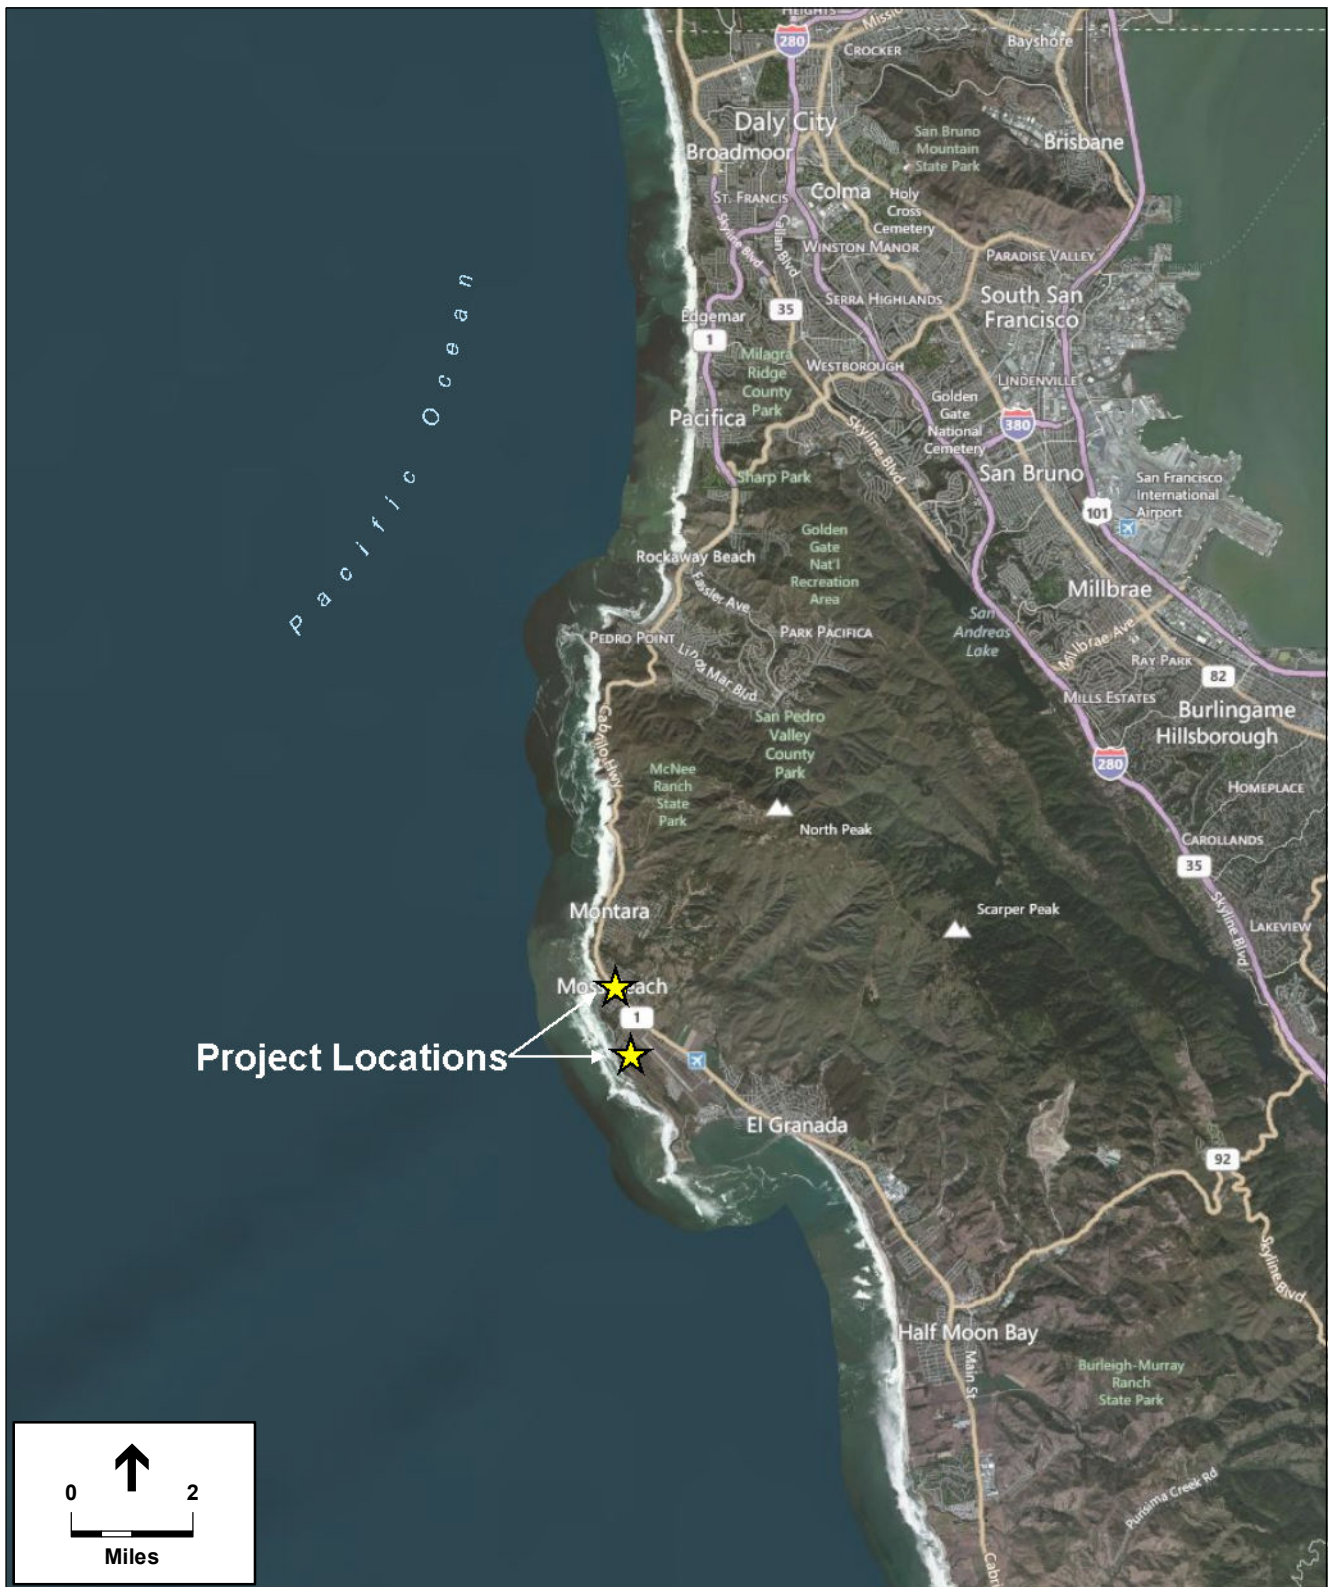 HEIGHTS
Missio
280
CROCKER
Bayshore
Daly City
Broadmoor
San Bruno
Mountain
State Park
Brisbane
ST. FRANCIS
Colma
Holy
Cross
Cemetery
Skyline Blvd
Callan Blvd
WINSTON MANOR
PARADISE VALLEY
SERRA HIGHLANDS
South San
Francisco
Edgemar
35
1
Milagra
Ridge
County
Park
WESTBOROUGH
LINDENVILLE
Pacifica
Golden
Gate
National
Cemetery
380
Skyline Blvd
Sharp Park
San Bruno
San Francisco
International
Airport
101
Pacific Ocean
Rockaway Beach
Golden
Gate
Nat'l
Recreation
Area
Fassler Ave
Millbrae
San
Andreas
Lake
PEDRO POINT
PARK PACIFICA
Millbrae Ave
Linda Mar Blvd
RAY PARK
82
MILLS ESTATES
Burlingame
Hillsborough
Cabrillo Hwy
San Pedro
Valley
County
Park
280
McNee
Ranch
State
Park
HOMEPLACE
North Peak
CAROLLANDS
35
Skyline Blvd
Montara
Scarper Peak
LAKEVIEW
Moss Beach
1
Project Locations
El Granada
92
Skyline Blvd
Half Moon Bay
Main St
Burleigh-Murray
Ranch
State Park
Purisima Creek Rd
Cabri
0 2
Miles